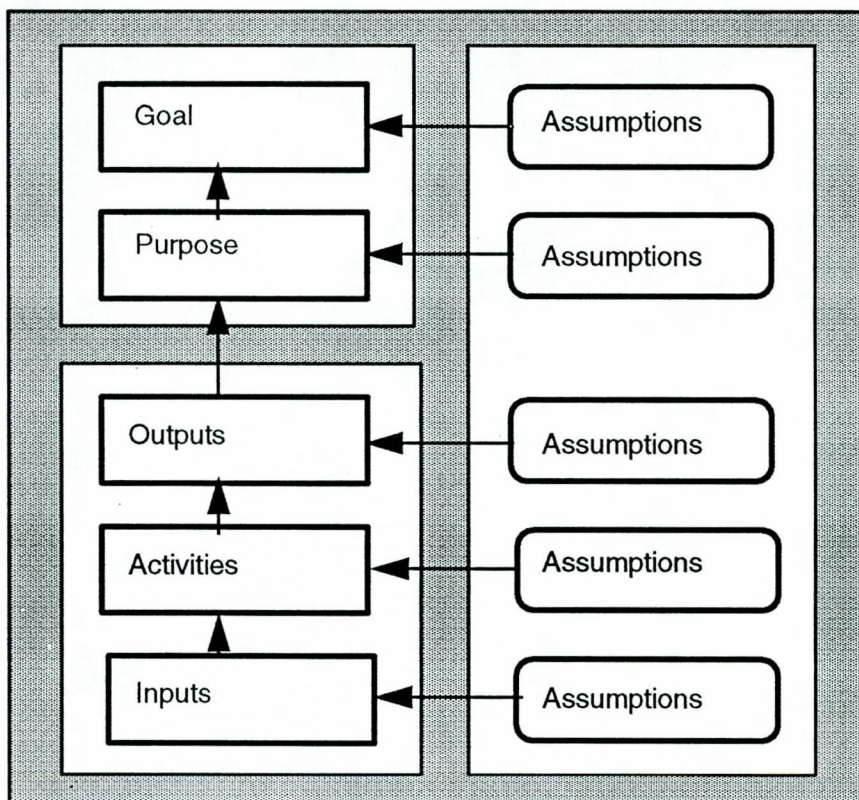 Goal
Assumptions
Purpose
Assumptions
Outputs
Assumptions
Activities
Assumptions
Inputs
Assumptions